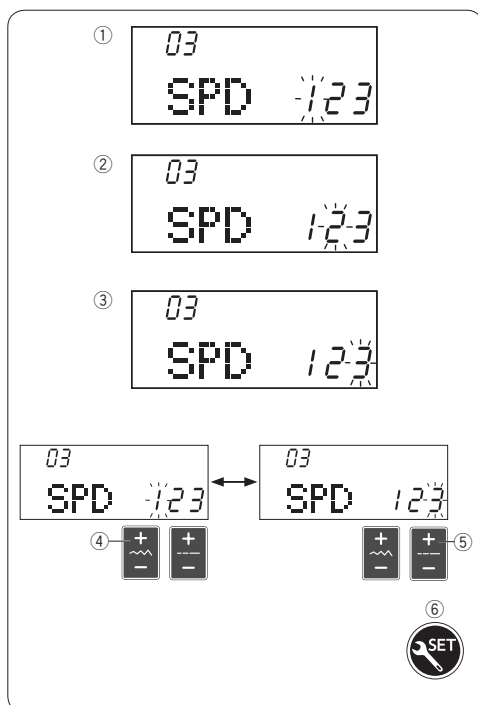 ①
03
SPD 123
②
03
SPD 123
③
03
SPD 123
03
SPD 123
03
SPD 123
④ + − + −
+ − + − ⑤
⑥
SET